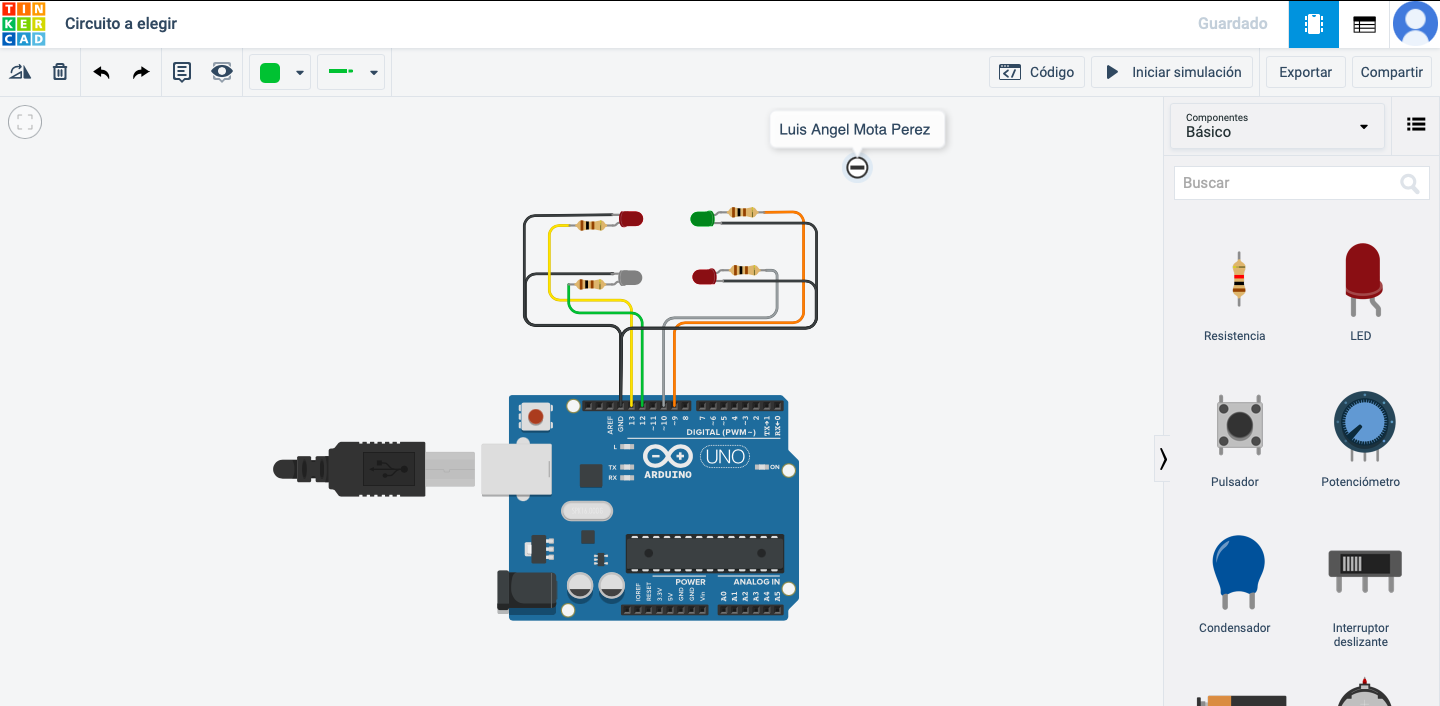 TIN
KER
CAD
Circuito a elegir
Guardado
Código
Iniciar simulación
Exportar
Compartir
Luis Angel Mota Perez
Componentes
Básico
Buscar
Resistencia
LED
Pulsador
Potenciómetro
Condensador
Interruptor
deslizante
AREF
GND
13
12
~11
~10
~9
8
7
~6
~5
4
~3
2
TX→1
RX←0
DIGITAL (PWM~)
L
TX
RX
ARDUINO
UNO
ON
POWER
ANALOG IN
IOREF
RESET
3.3V
5V
GND
GND
Vin
A0
A1
A2
A3
A4
A5